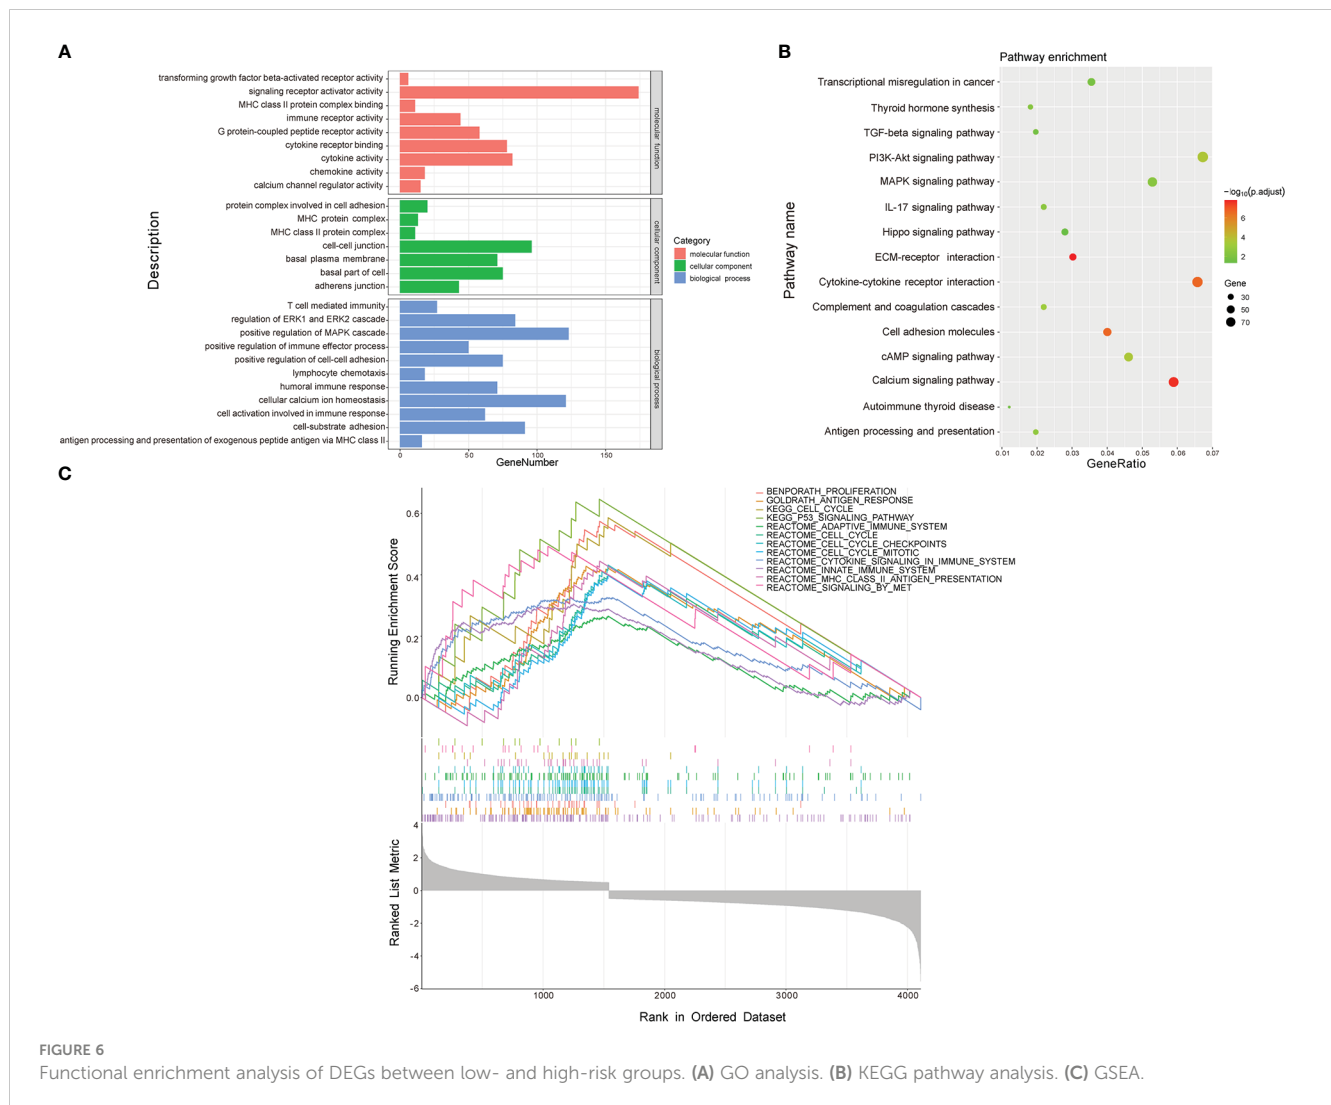 A
transforming growth factor beta-activated receptor activity
signaling receptor activator activity
MHC class II protein complex binding
immune receptor activity
G protein-coupled peptide receptor activity
cytokine receptor binding
cytokine activity
chemokine activity
calcium channel regulator activity
protein complex involved in cell adhesion
MHC protein complex
MHC class II protein complex
cell-cell junction
basal plasma membrane
basal part of cell
adherens junction
T cell mediated immunity
regulation of ERK1 and ERK2 cascade
positive regulation of MAPK cascade
positive regulation of immune effector process
positive regulation of cell-cell adhesion
lymphocyte chemotaxis
humoral immune response
cellular calcium ion homeostasis
cell activation involved in immune response
cell-substrate adhesion
antigen processing and presentation of exogenous peptide antigen via MHC class II
Description
molecular function
cellular component
biological process
0 50 100 150
GeneNumber
Category
molecular function
cellular component
biological process
B
Pathway enrichment
Transcriptional misregulation in cancer
Thyroid hormone synthesis
TGF-beta signaling pathway
PI3K-Akt signaling pathway
MAPK signaling pathway
IL-17 signaling pathway
Hippo signaling pathway
ECM-receptor interaction
Cytokine-cytokine receptor interaction
Complement and coagulation cascades
Cell adhesion molecules
cAMP signaling pathway
Calcium signaling pathway
Autoimmune thyroid disease
Antigen processing and presentation
Pathway name
0.01 0.02 0.03 0.04 0.05 0.06 0.07
GeneRatio
−log10(p.adjust)
6
4
2
Gene
30
50
70
C
BENPORATH_PROLIFERATION
GOLDRATH_ANTIGEN_RESPONSE
KEGG_CELL_CYCLE
KEGG_P53_SIGNALING_PATHWAY
REACTOME_ADAPTIVE_IMMUNE_SYSTEM
REACTOME_CELL_CYCLE
REACTOME_CELL_CYCLE_CHECKPOINTS
REACTOME_CELL_CYCLE_MITOTIC
REACTOME_CYTOKINE_SIGNALING_IN_IMMUNE_SYSTEM
REACTOME_INNATE_IMMUNE_SYSTEM
REACTOME_MHC_CLASS_II_ANTIGEN_PRESENTATION
REACTOME_SIGNALING_BY_MET
Running Enrichment Score
0.6
0.4
0.2
0.0
Ranked List Metric
4
2
0
-2
-4
-6
1000 2000 3000 4000
Rank in Ordered Dataset
FIGURE 6
Functional enrichment analysis of DEGs between low- and high-risk groups. (A) GO analysis. (B) KEGG pathway analysis. (C) GSEA.